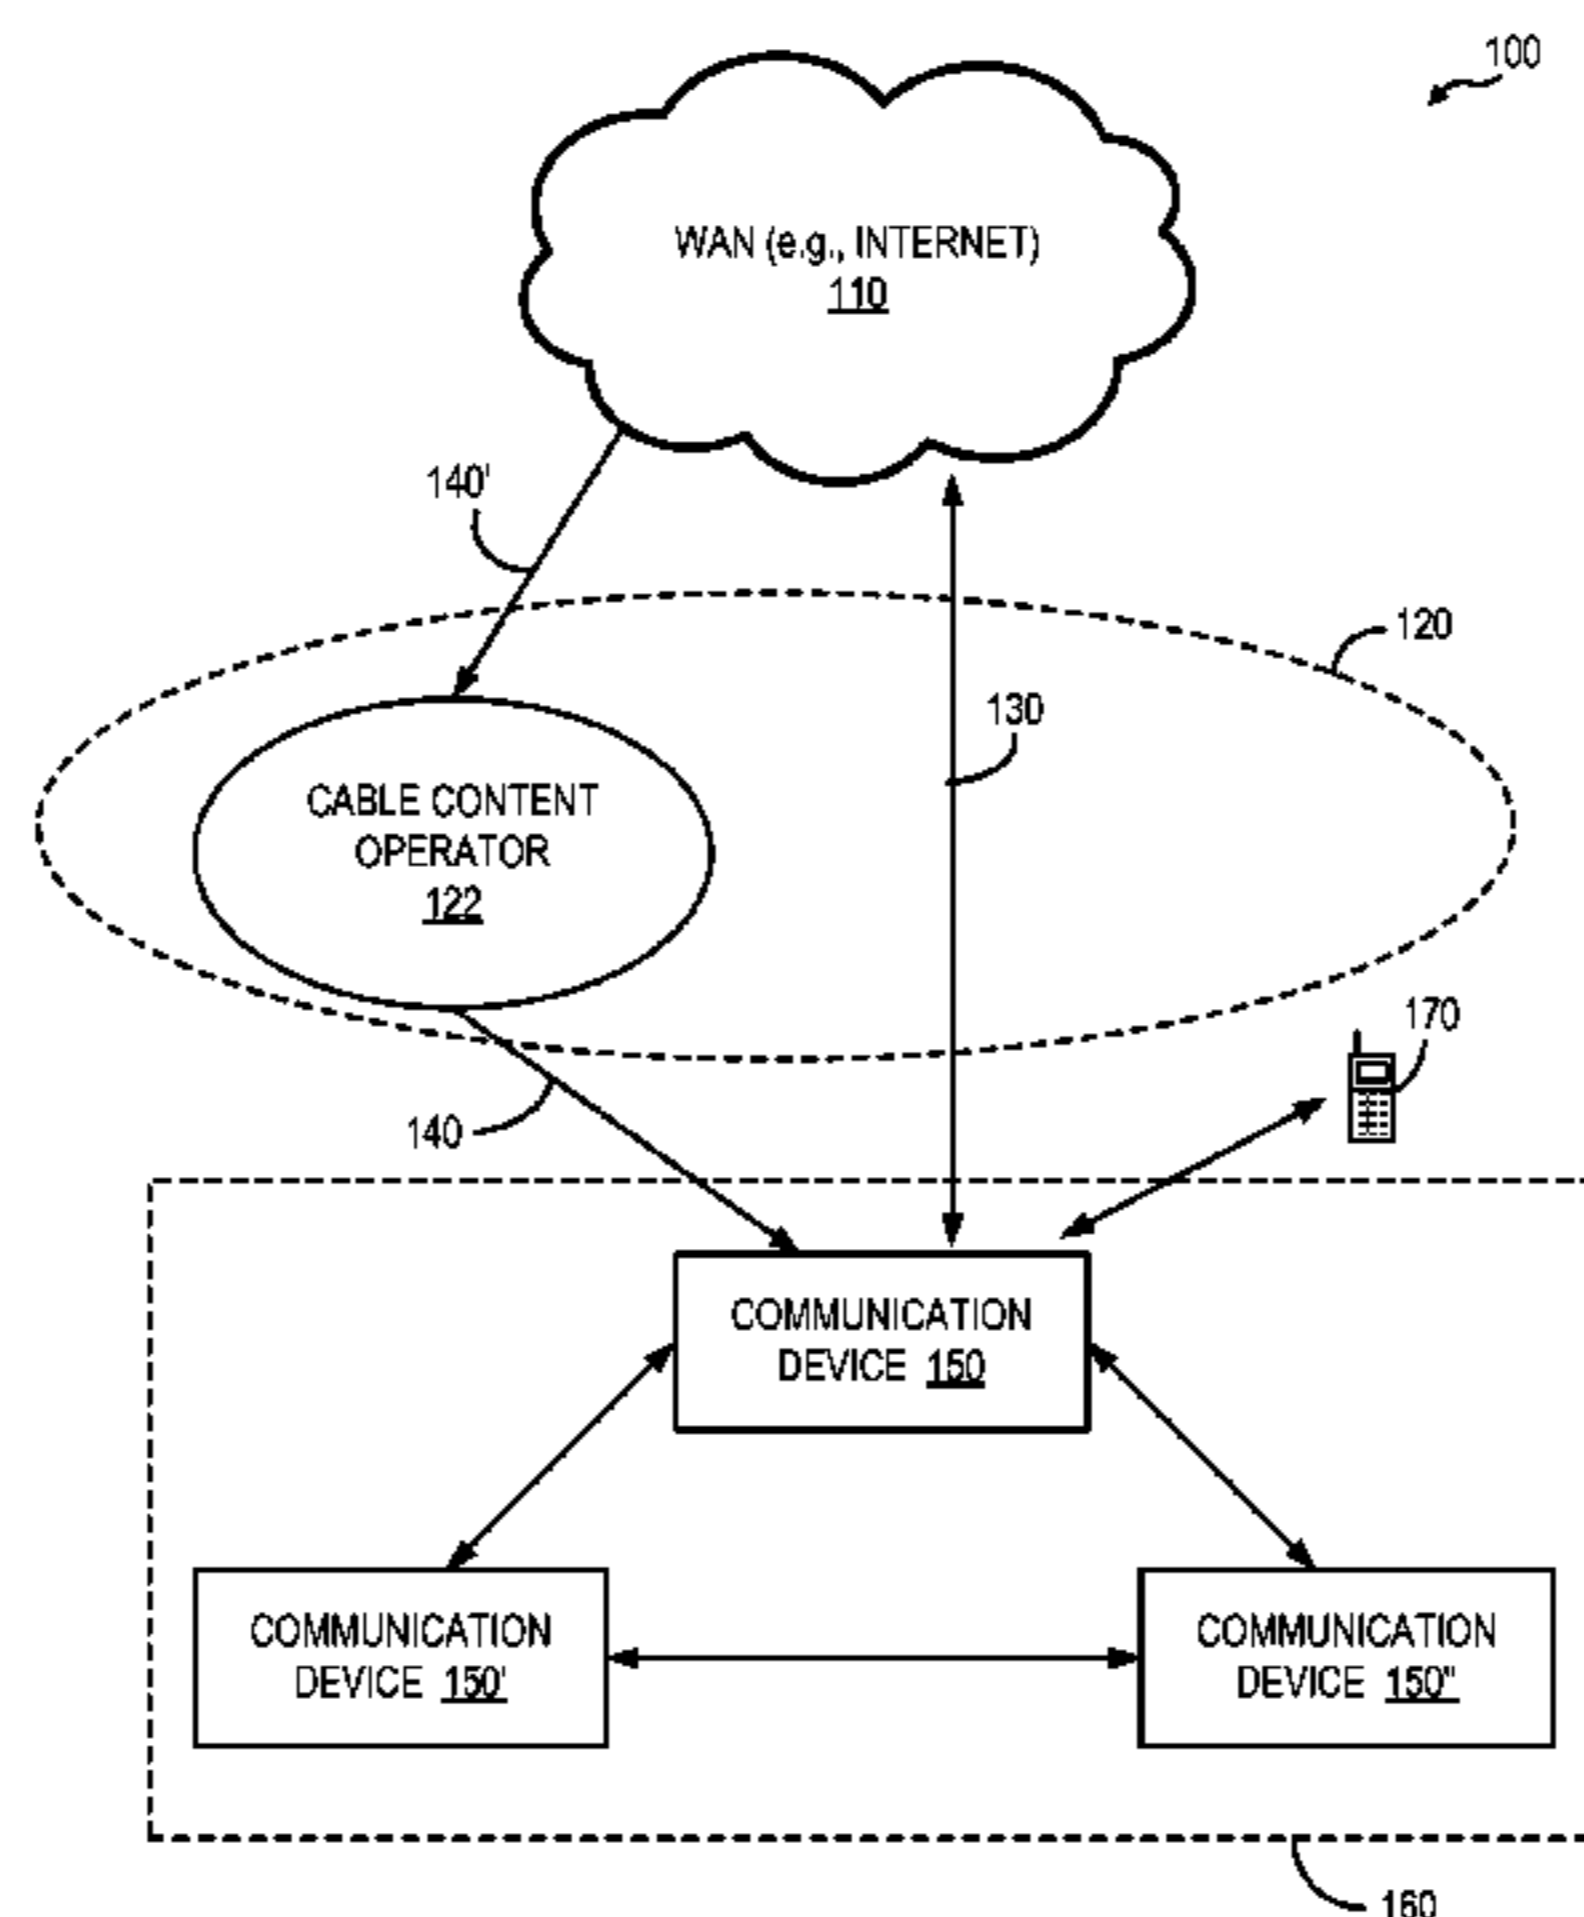 100
WAN (e.g., INTERNET)
110
140'
120
130
CABLE CONTENT
OPERATOR
122
170
140
COMMUNICATION
DEVICE 150
COMMUNICATION
DEVICE 150'
COMMUNICATION
DEVICE 150"
160